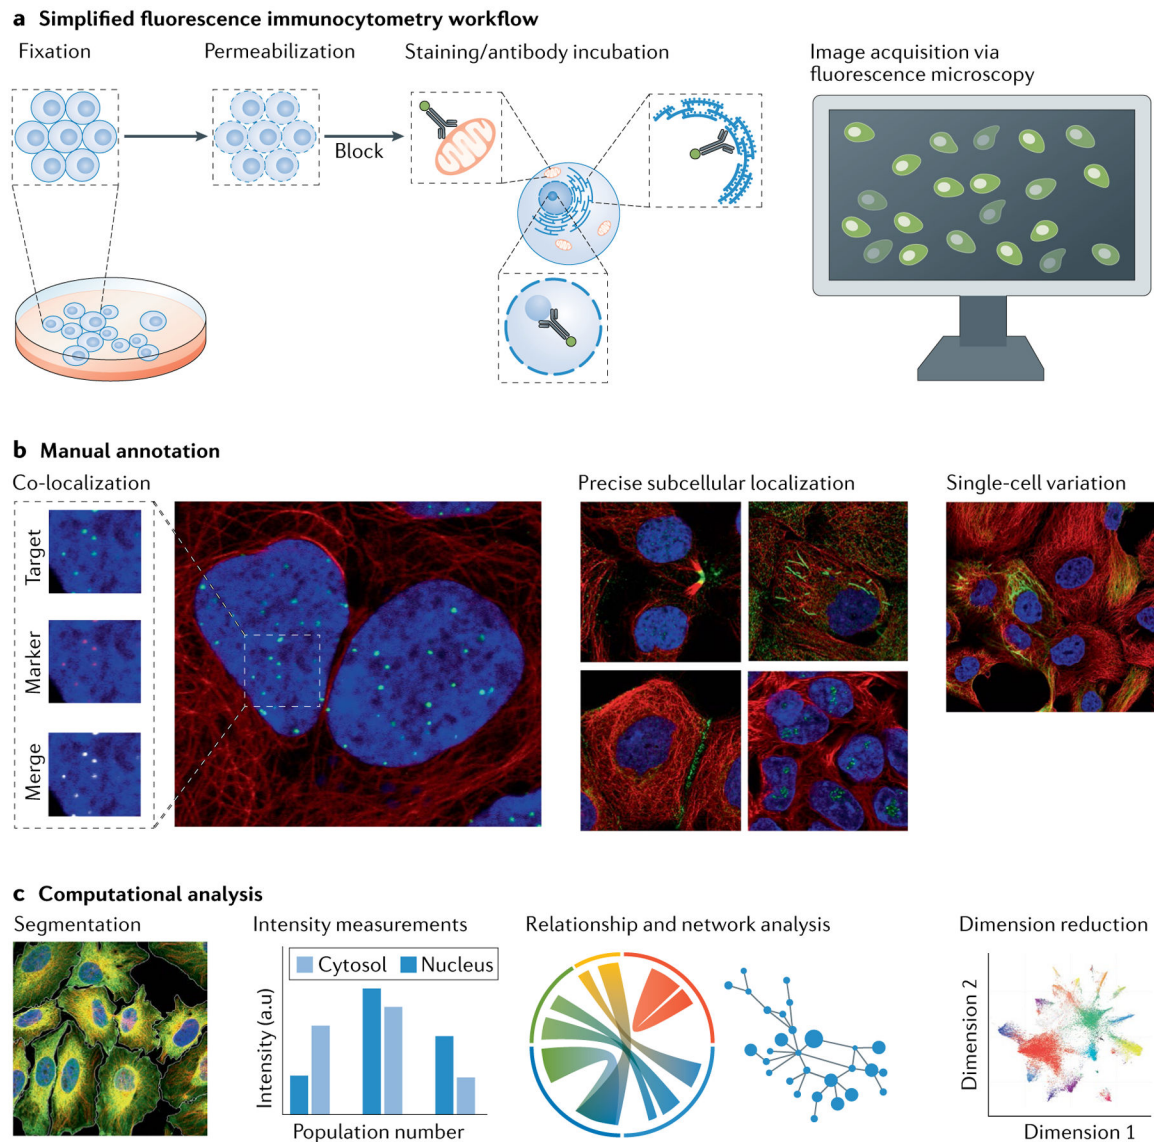 a Simplified fluorescence immunocytometry workflow
Fixation
Permeabilization
Block
Staining/antibody incubation
Image acquisition via
fluorescence microscopy
b Manual annotation
Co-localization
Target
Marker
Merge
Precise subcellular localization
Single-cell variation
c Computational analysis
Segmentation
Intensity measurements
Cytosol
Nucleus
Intensity (a.u)
Population number
Relationship and network analysis
Dimension reduction
Dimension 2
Dimension 1